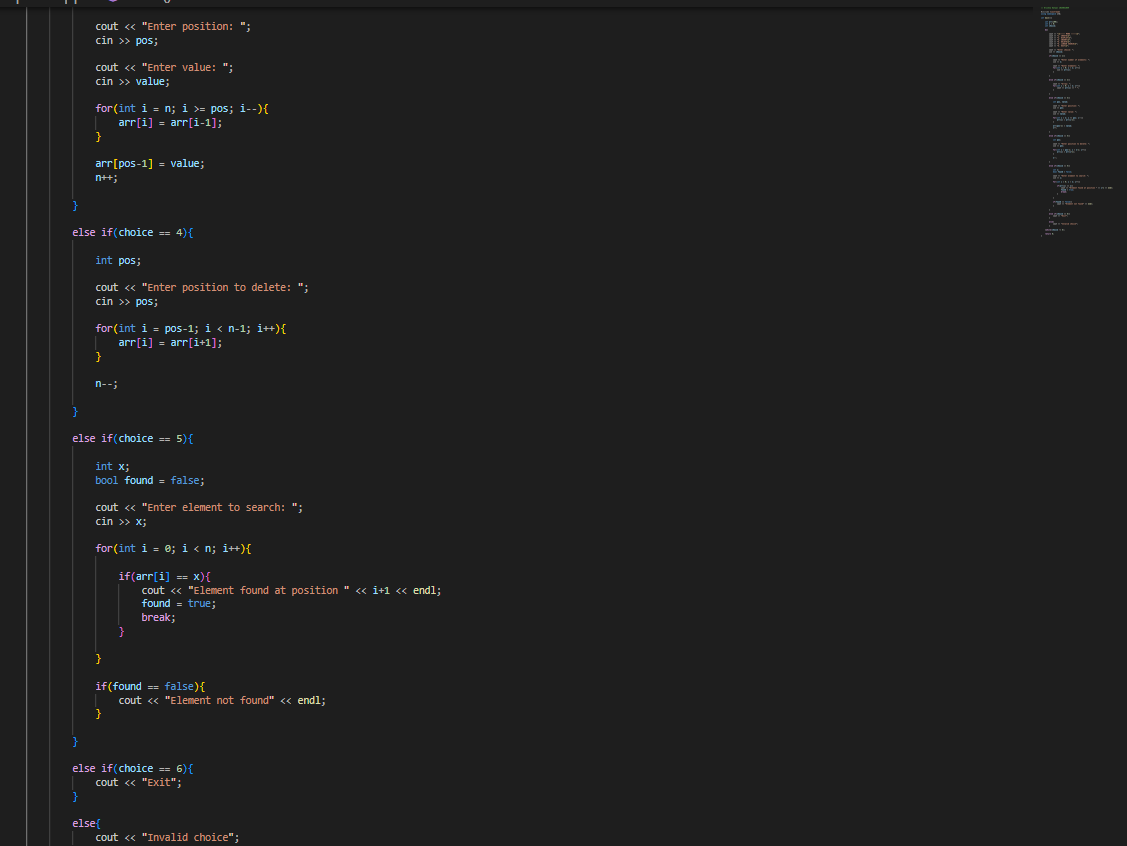 cout << "Enter position: ";
cin >> pos;
cout << "Enter value: ";
cin >> value;
for(int i = n; i >= pos; i--){
arr[i] = arr[i-1];
}
arr[pos-1] = value;
n++;
}
else if(choice == 4){
int pos;
cout << "Enter position to delete: ";
cin >> pos;
for(int i = pos-1; i < n-1; i++){
arr[i] = arr[i+1];
}
n--;
}
else if(choice == 5){
int x;
bool found = false;
cout << "Enter element to search: ";
cin >> x;
for(int i = 0; i < n; i++){
if(arr[i] == x){
cout << "Element found at position " << i+1 << endl;
found = true;
break;
}
}
if(found == false){
cout << "Element not found" << endl;
}
}
else if(choice == 6){
cout << "Exit";
}
else{
cout << "Invalid choice";